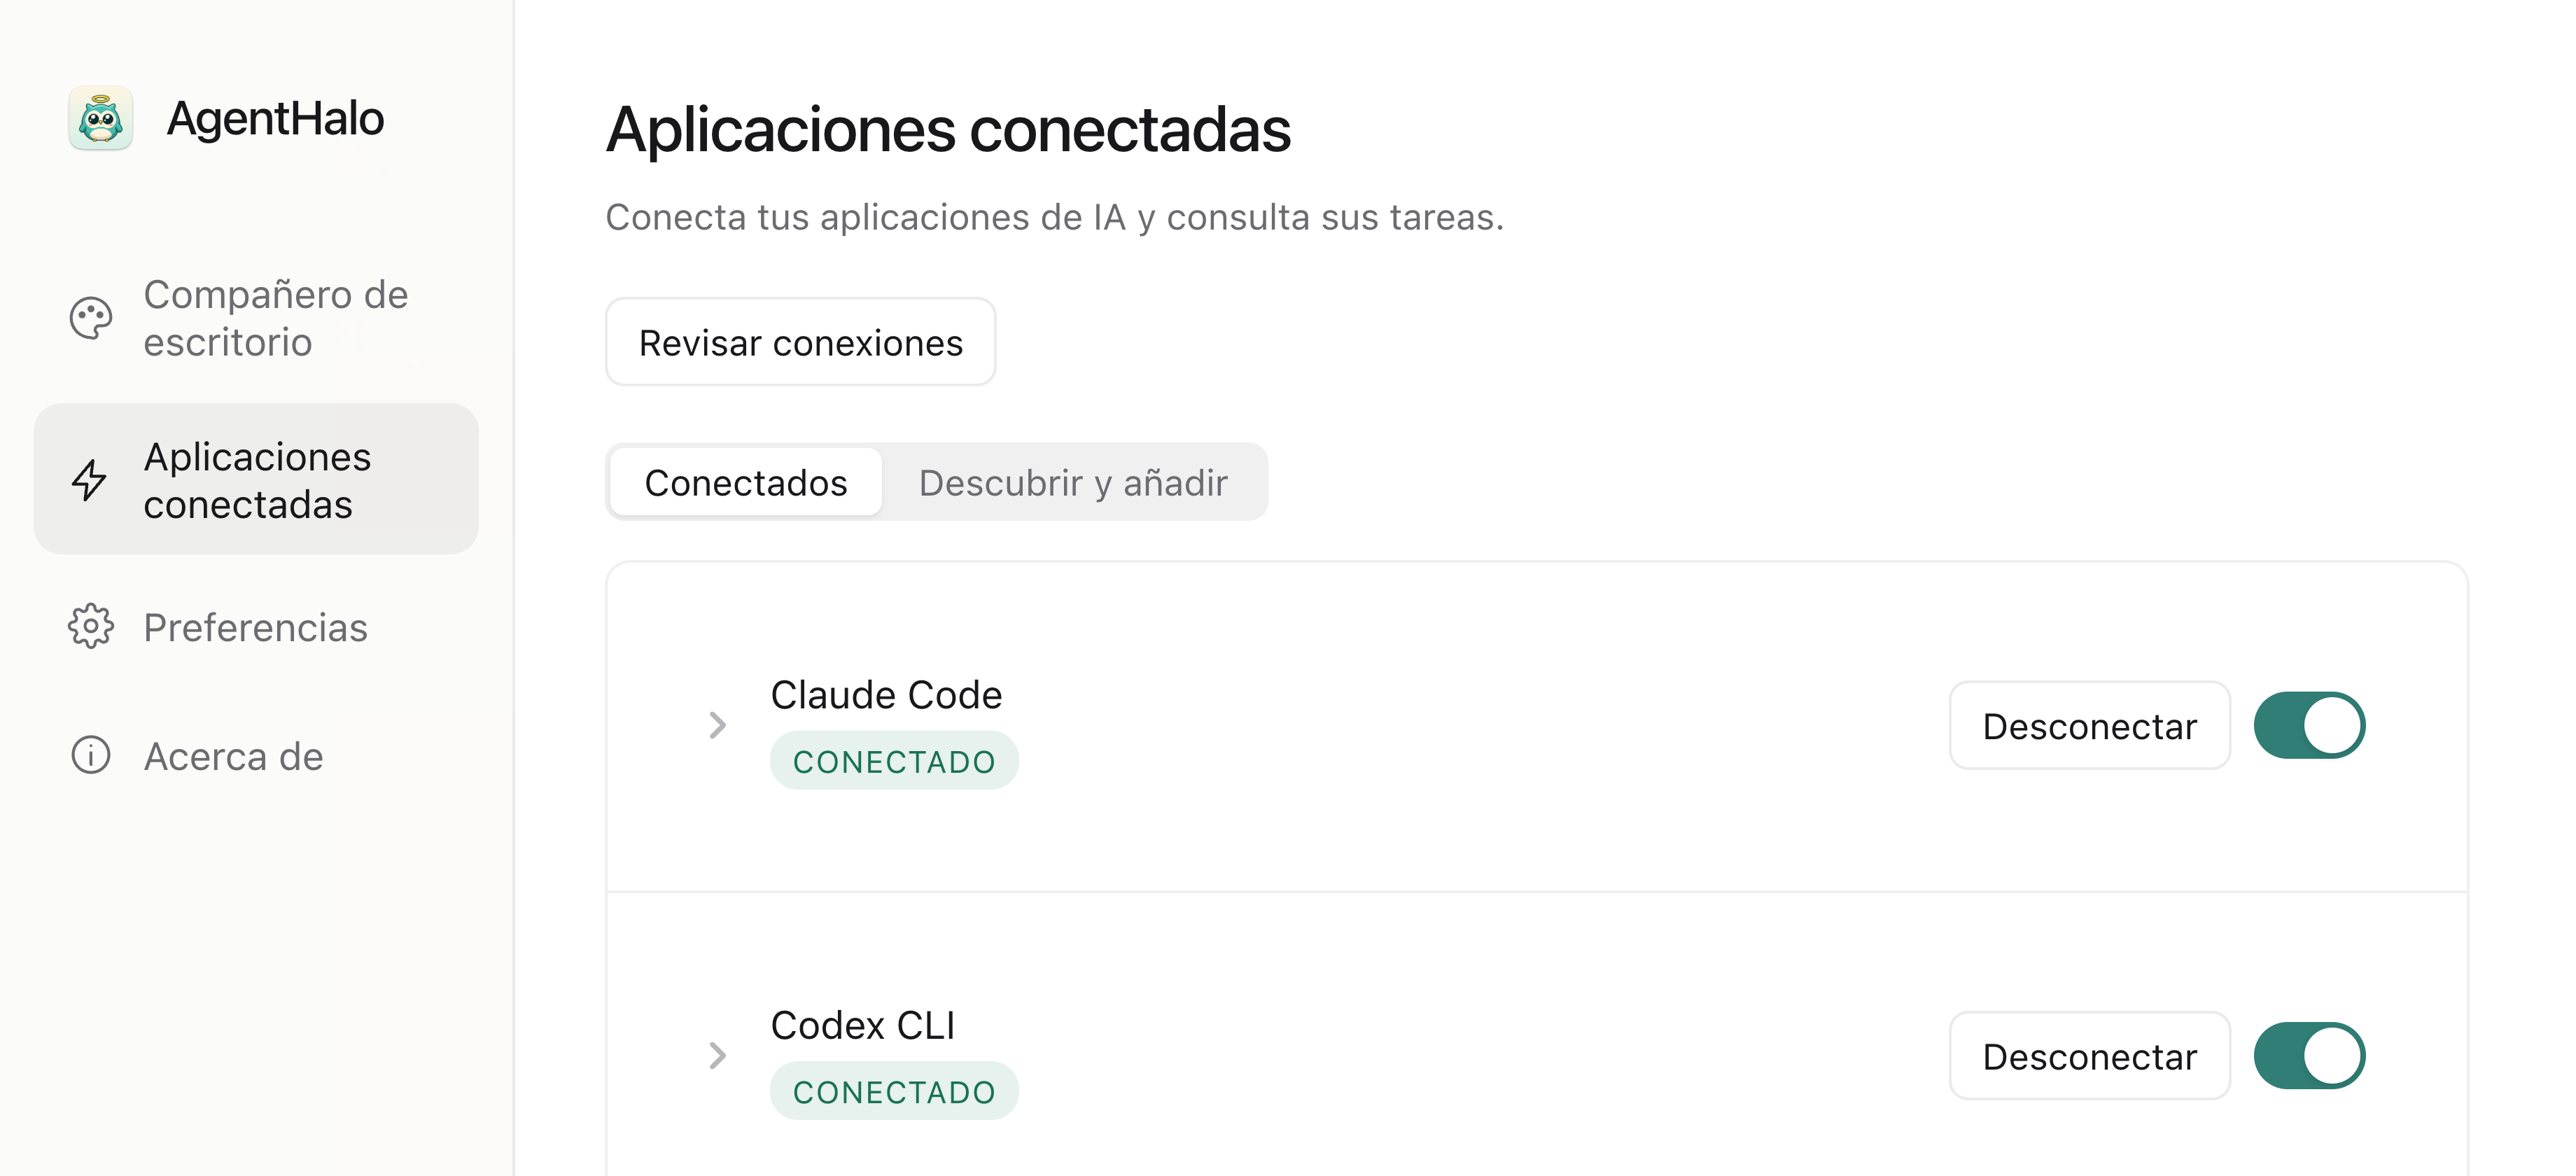 AgentHalo
Compañero de
escritorio
Aplicaciones
conectadas
Preferencias
Acerca de
Aplicaciones conectadas
Conecta tus aplicaciones de IA y consulta sus tareas.
Revisar conexiones
Conectados
Descubrir y añadir
Claude Code
CONECTADO
Desconectar
Codex CLI
CONECTADO
Desconectar